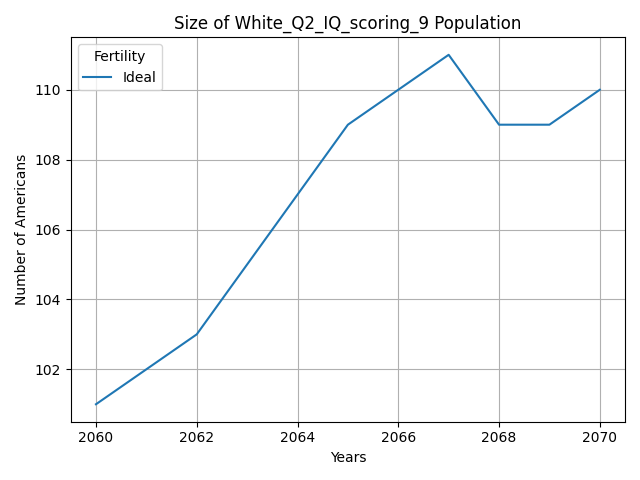 Size of White_Q2_IQ_scoring_9 Population
Fertility
Ideal
Number of Americans
110
108
106
104
102
2060 2062 2064 2066 2068 2070
Years